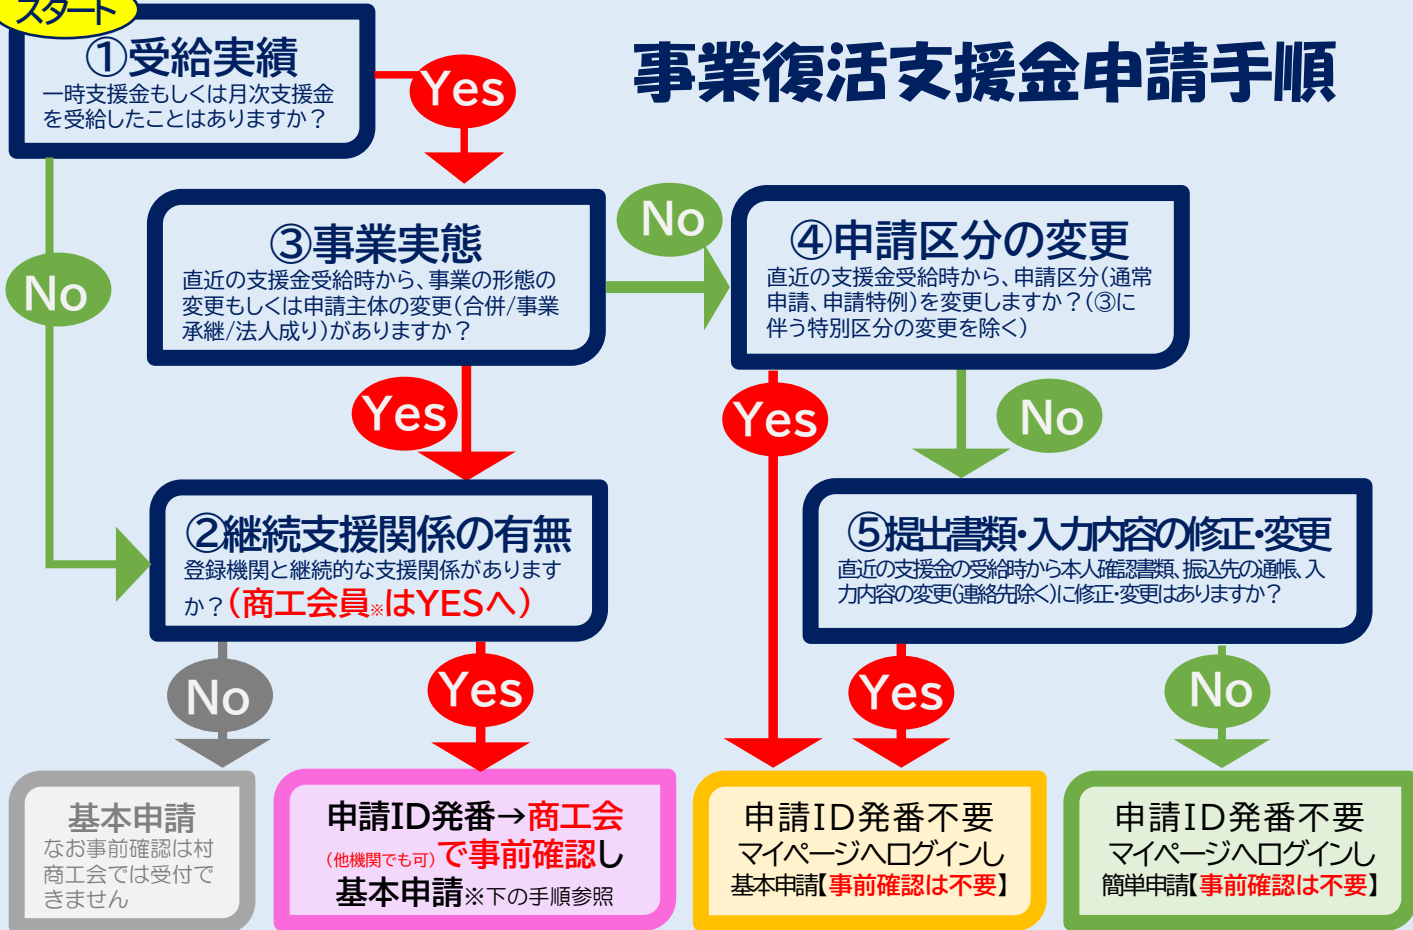 スタート
事業復活支援金申請手順
①受給実績
一時支援金もしくは月次支援金
を受給したことはありますか？
Yes
No
③事業実態
直近の支援金受給時から、事業の形態の
変更もしくは申請主体の変更(合併/事業
承継/法人成り)がありますか？
No
④申請区分の変更
直近の支援金受給時から、申請区分(通常
申請、申請特例)を変更しますか？(③に
伴う特別区分の変更を除く)
Yes
Yes
No
②継続支援関係の有無
登録機関と継続的な支援関係があります
か？(商工会員※はYESへ)
⑤提出書類・入力内容の修正・変更
直近の支援金の受給時から本人確認書類、振込先の通帳、入
力内容の変更(連絡先除く)に修正・変更はありますか？
No
Yes
Yes
No
基本申請
なお事前確認は村
商工会では受付で
きません
申請ID発番→商工会
(他機関でも可)で事前確認し
基本申請※下の手順参照
申請ID発番不要
マイページへログインし
基本申請【事前確認は不要】
申請ID発番不要
マイページへログインし
簡単申請【事前確認は不要】